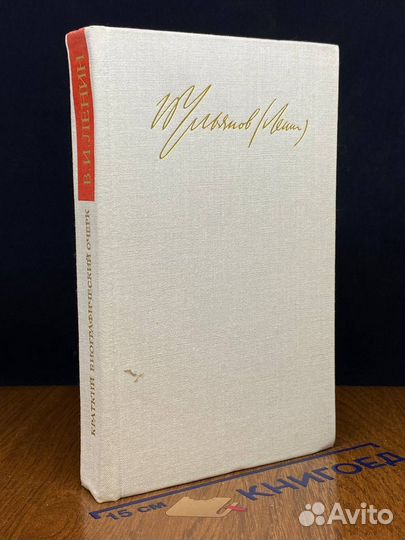 В. Ульянов (Ленин)
В. И. ЛЕНИН
КРАТКИЙ БИОГРАФИЧЕСКИЙ ОЧЕРК
15 см
КНИГОЕД
Avito